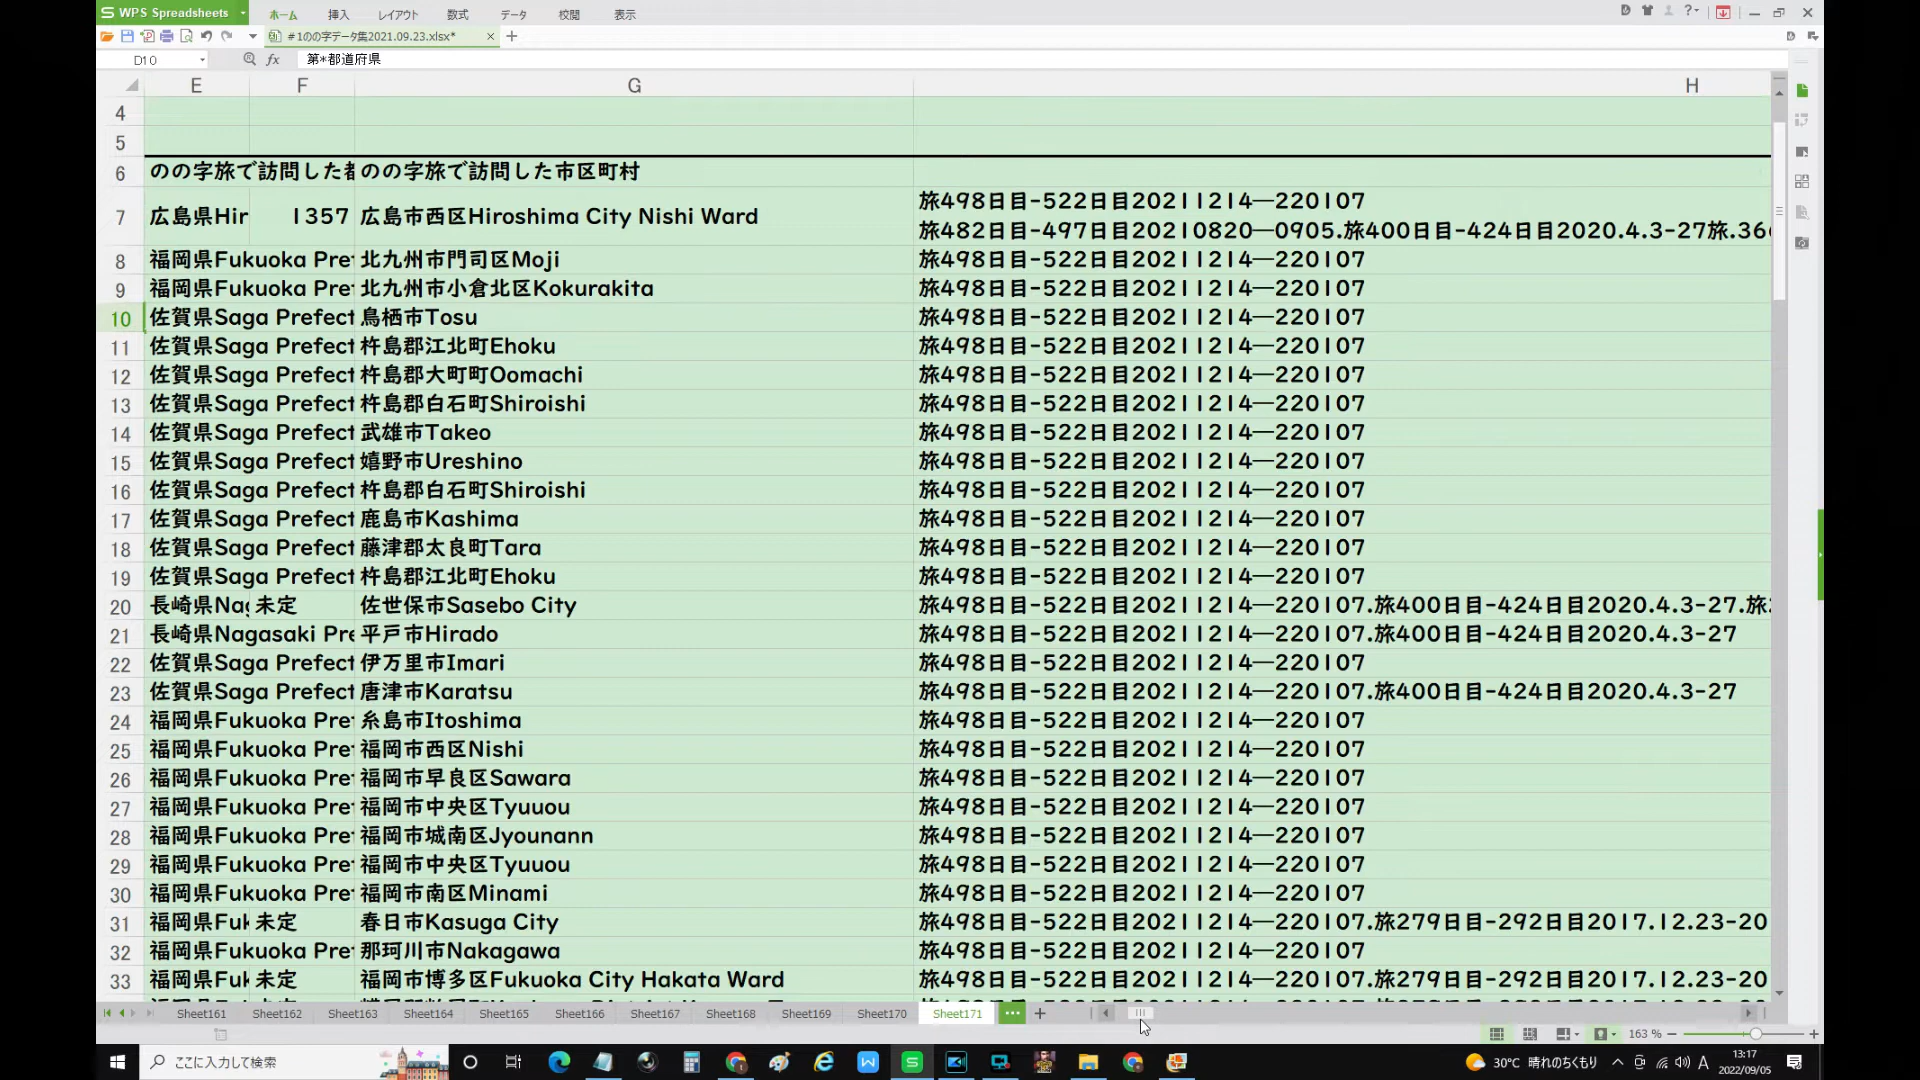 WPS Spreadsheets ホーム 挿入 レイアウト 数式 データ 校閲 表示
#1のの字データ集2021.09.23.xlsx*
D10 fx 第*都道府県
E F G H
4
5
6 のの字旅で訪問した都 のの字旅で訪問した市区町村
7 広島県Hir 1357 広島市西区Hiroshima City Nishi Ward 旅498日目-522日目20211214―220107
旅482日目-497日目20210820―0905.旅400日目-424日目2020.4.3-27旅.36
8 福岡県Fukuoka Pref 北九州市門司区Moji 旅498日目-522日目20211214―220107
9 福岡県Fukuoka Pref 北九州市小倉北区Kokurakita 旅498日目-522日目20211214―220107
10 佐賀県Saga Prefect 鳥栖市Tosu 旅498日目-522日目20211214―220107
11 佐賀県Saga Prefect 杵島郡江北町Ehoku 旅498日目-522日目20211214―220107
12 佐賀県Saga Prefect 杵島郡大町町Oomachi 旅498日目-522日目20211214―220107
13 佐賀県Saga Prefect 杵島郡白石町Shiroishi 旅498日目-522日目20211214―220107
14 佐賀県Saga Prefect 武雄市Takeo 旅498日目-522日目20211214―220107
15 佐賀県Saga Prefect 嬉野市Ureshino 旅498日目-522日目20211214―220107
16 佐賀県Saga Prefect 杵島郡白石町Shiroishi 旅498日目-522日目20211214―220107
17 佐賀県Saga Prefect 鹿島市Kashima 旅498日目-522日目20211214―220107
18 佐賀県Saga Prefect 藤津郡太良町Tara 旅498日目-522日目20211214―220107
19 佐賀県Saga Prefect 杵島郡江北町Ehoku 旅498日目-522日目20211214―220107
20 長崎県Nag 未定 佐世保市Sasebo City 旅498日目-522日目20211214―220107.旅400日目-424日目2020.4.3-27.旅
21 長崎県Nagasaki Pre 平戸市Hirado 旅498日目-522日目20211214―220107.旅400日目-424日目2020.4.3-27
22 佐賀県Saga Prefect 伊万里市Imari 旅498日目-522日目20211214―220107
23 佐賀県Saga Prefect 唐津市Karatsu 旅498日目-522日目20211214―220107.旅400日目-424日目2020.4.3-27
24 福岡県Fukuoka Pref 糸島市Itoshima 旅498日目-522日目20211214―220107
25 福岡県Fukuoka Pref 福岡市西区Nishi 旅498日目-522日目20211214―220107
26 福岡県Fukuoka Pref 福岡市早良区Sawara 旅498日目-522日目20211214―220107
27 福岡県Fukuoka Pref 福岡市中央区Tyuuou 旅498日目-522日目20211214―220107
28 福岡県Fukuoka Pref 福岡市城南区Jyounann 旅498日目-522日目20211214―220107
29 福岡県Fukuoka Pref 福岡市中央区Tyuuou 旅498日目-522日目20211214―220107
30 福岡県Fukuoka Pref 福岡市南区Minami 旅498日目-522日目20211214―220107
31 福岡県Fuk 未定 春日市Kasuga City 旅498日目-522日目20211214―220107.旅279日目-292日目2017.12.23-20
32 福岡県Fukuoka Pref 那珂川市Nakagawa 旅498日目-522日目20211214―220107
33 福岡県Fuk 未定 福岡市博多区Fukuoka City Hakata Ward 旅498日目-522日目20211214―220107.旅279日目-292日目2017.12.23-20
Sheet161 Sheet162 Sheet163 Sheet164 Sheet165 Sheet166 Sheet167 Sheet168 Sheet169 Sheet170 Sheet171
163 %
ここに入力して検索 30°C 晴れのちくもり A 13:17
2022/09/05